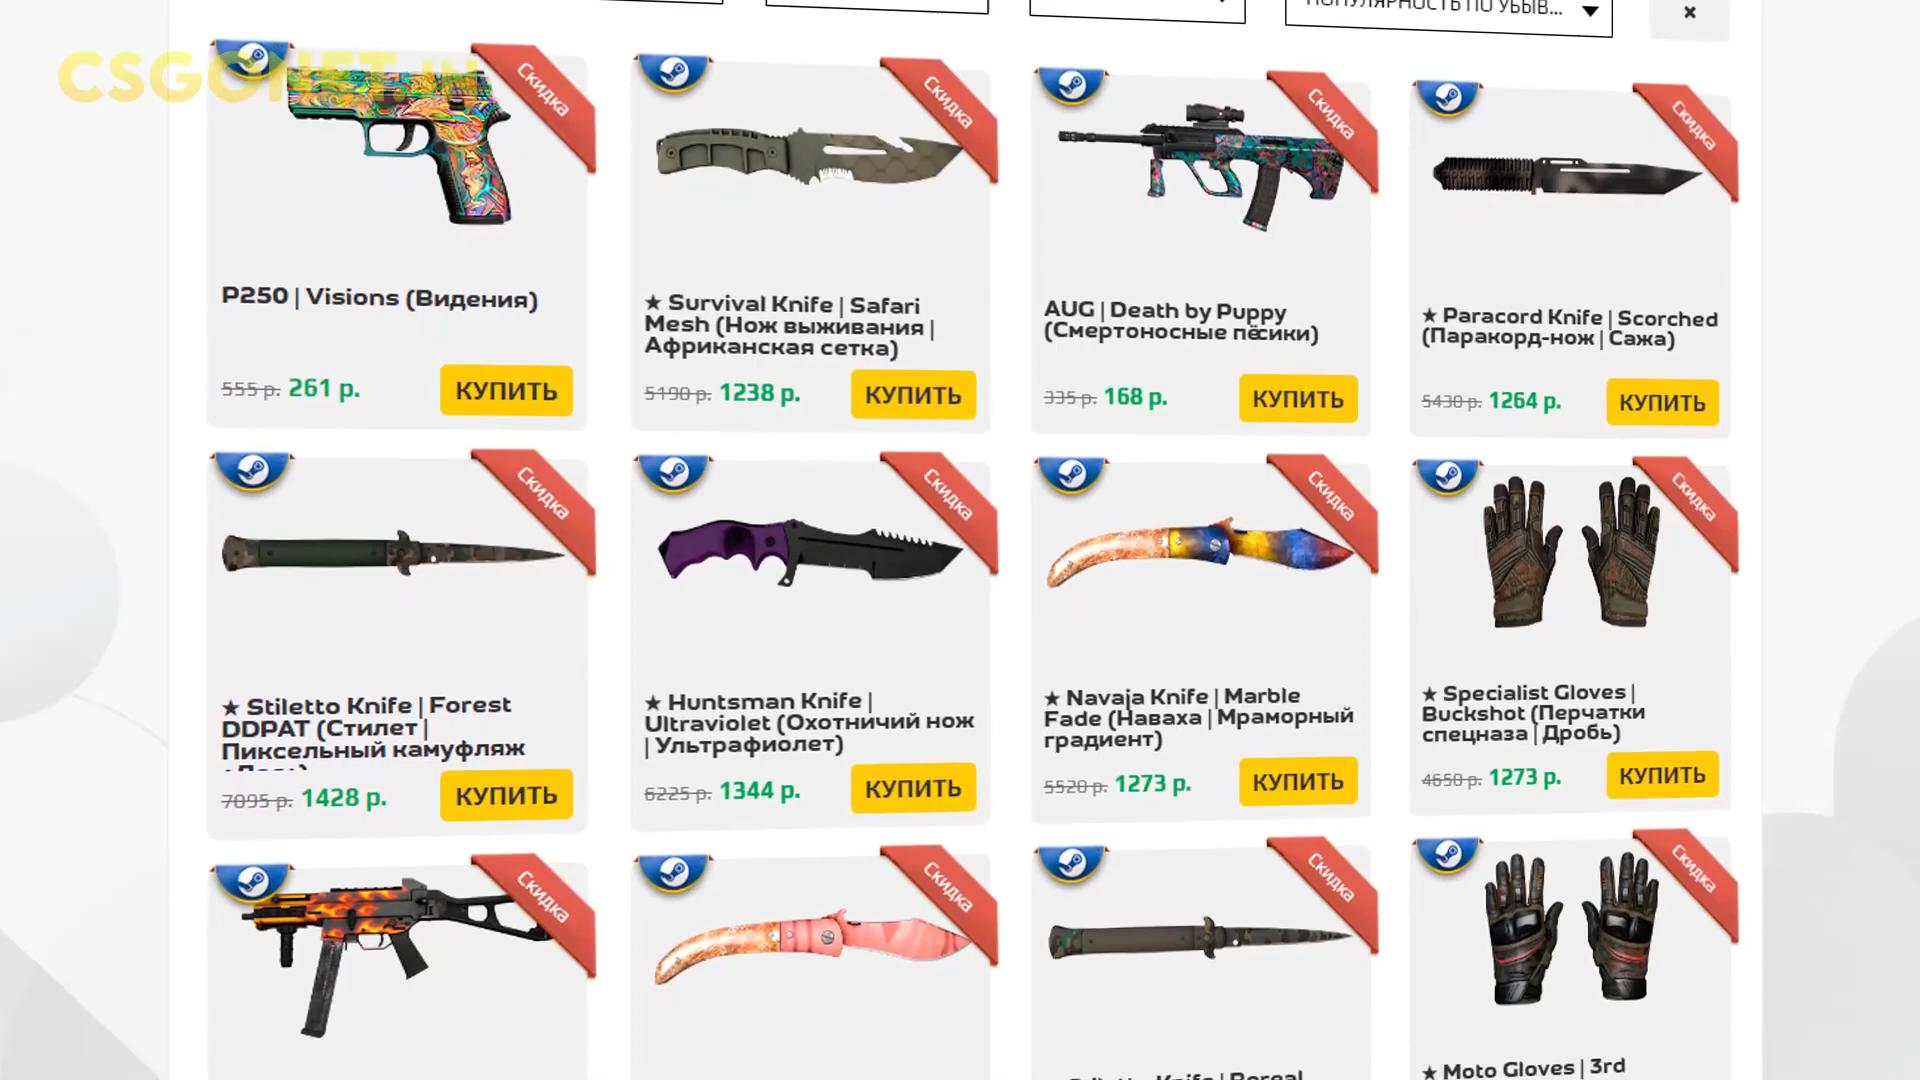 ПОПУЛЯРНОСТЬ ПО УБЫВ...
CSGONET.IN
Скидка
Скидка
Скидка
Скидка
P250 | Visions (Видения)
555 р. 261 р.
КУПИТЬ
★ Survival Knife | Safari
Mesh (Нож выживания |
Африканская сетка)
5190 р. 1238 р.
КУПИТЬ
AUG | Death by Puppy
(Смертоносные пёсики)
335 р. 168 р.
КУПИТЬ
★ Paracord Knife | Scorched
(Паракорд-нож | Сажа)
5430 р. 1264 р.
КУПИТЬ
Скидка
Скидка
Скидка
Скидка
★ Stiletto Knife | Forest
DDPAT (Стилет |
Пиксельный камуфляж
7095 р. 1428 р.
КУПИТЬ
★ Huntsman Knife |
Ultraviolet (Охотничий нож
| Ультрафиолет)
6225 р. 1344 р.
КУПИТЬ
★ Navaja Knife | Marble
Fade (Наваха | Мраморный
градиент)
5520 р. 1273 р.
КУПИТЬ
★ Specialist Gloves |
Buckshot (Перчатки
спецназа | Дробь)
4650 р. 1273 р.
КУПИТЬ
Скидка
Скидка
Скидка
Скидка
★ Moto Gloves | 3rd